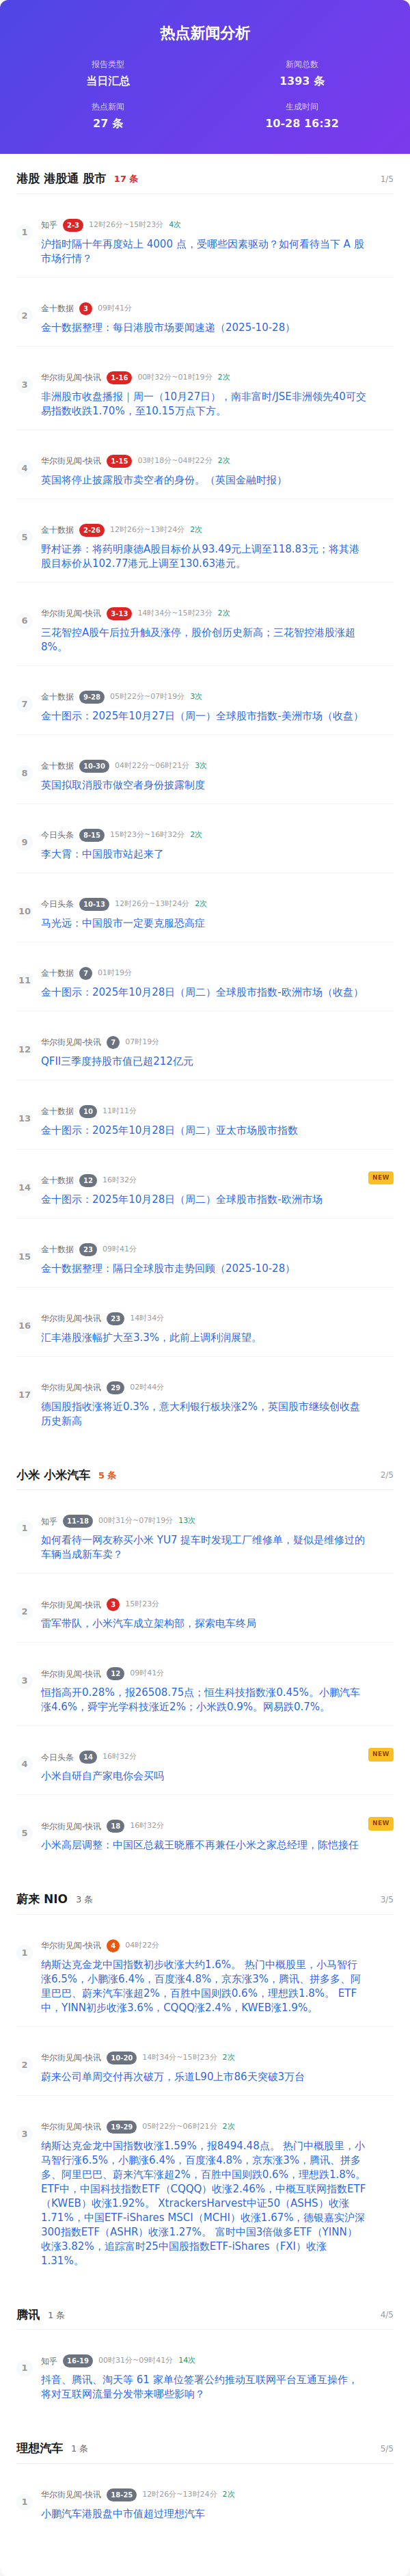 热点新闻分析
报告类型
当日汇总
新闻总数
1393 条
热点新闻
27 条
生成时间
10-28 16:32
港股 港股通 股市 17 条 1/5
1
知乎 2-3 12时26分~15时23分 4次
沪指时隔十年再度站上 4000 点，受哪些因素驱动？如何看待当下 A 股
市场行情？
2
金十数据 3 09时41分
金十数据整理：每日港股市场要闻速递（2025-10-28）
3
华尔街见闻-快讯 1-16 00时32分~01时19分 2次
非洲股市收盘播报｜周一（10月27日），南非富时/JSE非洲领先40可交
易指数收跌1.70%，至10.15万点下方。
4
华尔街见闻-快讯 1-15 03时18分~04时22分 2次
英国将停止披露股市卖空者的身份。（英国金融时报）
5
金十数据 2-26 12时26分~13时24分 2次
野村证券：将药明康德A股目标价从93.49元上调至118.83元；将其港
股目标价从102.77港元上调至130.63港元。
6
华尔街见闻-快讯 3-13 14时34分~15时23分 2次
三花智控A股午后拉升触及涨停，股价创历史新高；三花智控港股涨超
8%。
7
金十数据 9-28 05时22分~07时19分 3次
金十图示：2025年10月27日（周一）全球股市指数-美洲市场（收盘）
8
金十数据 10-30 04时22分~06时21分 3次
英国拟取消股市做空者身份披露制度
9
今日头条 8-15 15时23分~16时32分 2次
李大霄：中国股市站起来了
10
今日头条 10-13 12时26分~13时24分 2次
马光远：中国股市一定要克服恐高症
11
金十数据 7 01时19分
金十图示：2025年10月28日（周二）全球股市指数-欧洲市场（收盘）
12
华尔街见闻-快讯 7 07时19分
QFII三季度持股市值已超212亿元
13
金十数据 10 11时11分
金十图示：2025年10月28日（周二）亚太市场股市指数
14
金十数据 12 16时32分 NEW
金十图示：2025年10月28日（周二）全球股市指数-欧洲市场
15
金十数据 23 09时41分
金十数据整理：隔日全球股市走势回顾（2025-10-28）
16
华尔街见闻-快讯 23 14时34分
汇丰港股涨幅扩大至3.3%，此前上调利润展望。
17
华尔街见闻-快讯 29 02时44分
德国股指收涨将近0.3%，意大利银行板块涨2%，英国股市继续创收盘
历史新高
小米 小米汽车 5 条 2/5
1
知乎 11-18 00时31分~07时19分 13次
如何看待一网友称买小米 YU7 提车时发现工厂维修单，疑似是维修过的
车辆当成新车卖？
2
华尔街见闻-快讯 3 15时23分
雷军带队，小米汽车成立架构部，探索电车终局
3
华尔街见闻-快讯 12 09时41分
恒指高开0.28%，报26508.75点；恒生科技指数涨0.45%。小鹏汽车
涨4.6%，舜宇光学科技涨近2%；小米跌0.9%。网易跌0.7%。
4
今日头条 14 16时32分 NEW
小米自研自产家电你会买吗
5
华尔街见闻-快讯 18 16时32分 NEW
小米高层调整：中国区总裁王晓雁不再兼任小米之家总经理，陈恺接任
蔚来 NIO 3 条 3/5
1
华尔街见闻-快讯 4 04时22分
纳斯达克金龙中国指数初步收涨大约1.6%。 热门中概股里，小马智行
涨6.5%，小鹏涨6.4%，百度涨4.8%，京东涨3%，腾讯、拼多多、阿
里巴巴、蔚来汽车涨超2%，百胜中国则跌0.6%，理想跌1.8%。 ETF
中，YINN初步收涨3.6%，CQQQ涨2.4%，KWEB涨1.9%。
2
华尔街见闻-快讯 10-20 14时34分~15时23分 2次
蔚来公司单周交付再次破万，乐道L90上市86天突破3万台
3
华尔街见闻-快讯 19-29 05时22分~06时21分 2次
纳斯达克金龙中国指数收涨1.59%，报8494.48点。 热门中概股里，小
马智行涨6.5%，小鹏涨6.4%，百度涨4.8%，京东涨3%，腾讯、拼多
多、阿里巴巴、蔚来汽车涨超2%，百胜中国则跌0.6%，理想跌1.8%。
ETF中，中国科技指数ETF（CQQQ）收涨2.46%，中概互联网指数ETF
（KWEB）收涨1.92%。 XtrackersHarvest中证50（ASHS）收涨
1.71%，中国ETF-iShares MSCI（MCHI）收涨1.67%，德银嘉实沪深
300指数ETF（ASHR）收涨1.27%。 富时中国3倍做多ETF（YINN）
收涨3.82%，追踪富时25中国股指数ETF-iShares（FXI）收涨
1.31%。
腾讯 1 条 4/5
1
知乎 16-19 00时31分~09时41分 14次
抖音、腾讯、淘天等 61 家单位签署公约推动互联网平台互通互操作，
将对互联网流量分发带来哪些影响？
理想汽车 1 条 5/5
1
华尔街见闻-快讯 18-25 12时26分~13时24分 2次
小鹏汽车港股盘中市值超过理想汽车